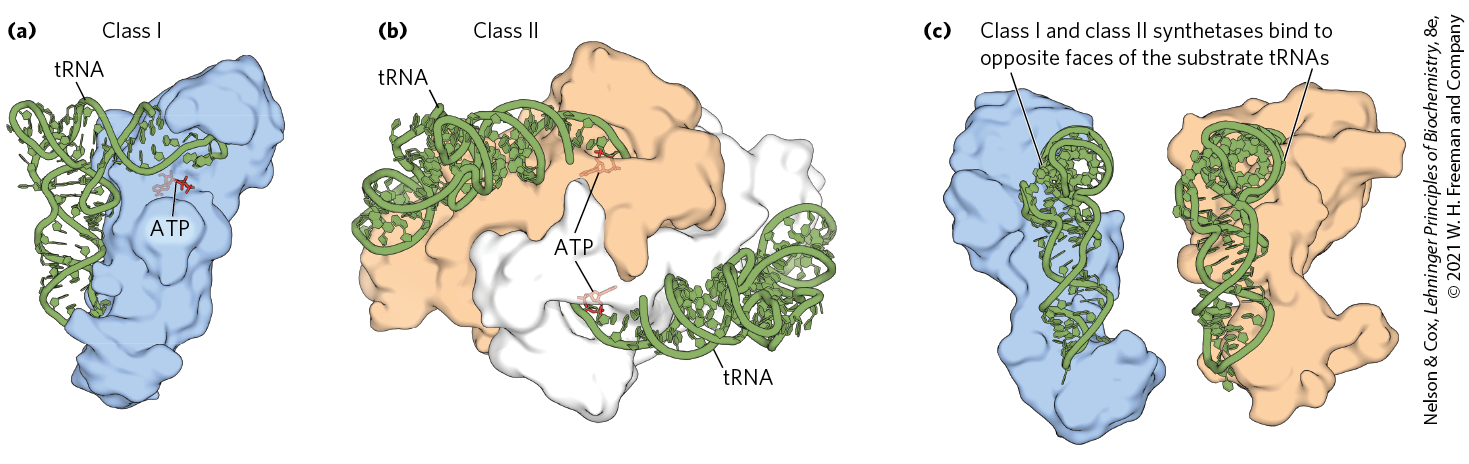 (a) Class I
tRNA
ATP
(b) Class II
tRNA
ATP
tRNA
(c) Class I and class II synthetases bind to
opposite faces of the substrate tRNAs
Nelson & Cox, Lehninger Principles of Biochemistry, 8e,
© 2021 W. H. Freeman and Company